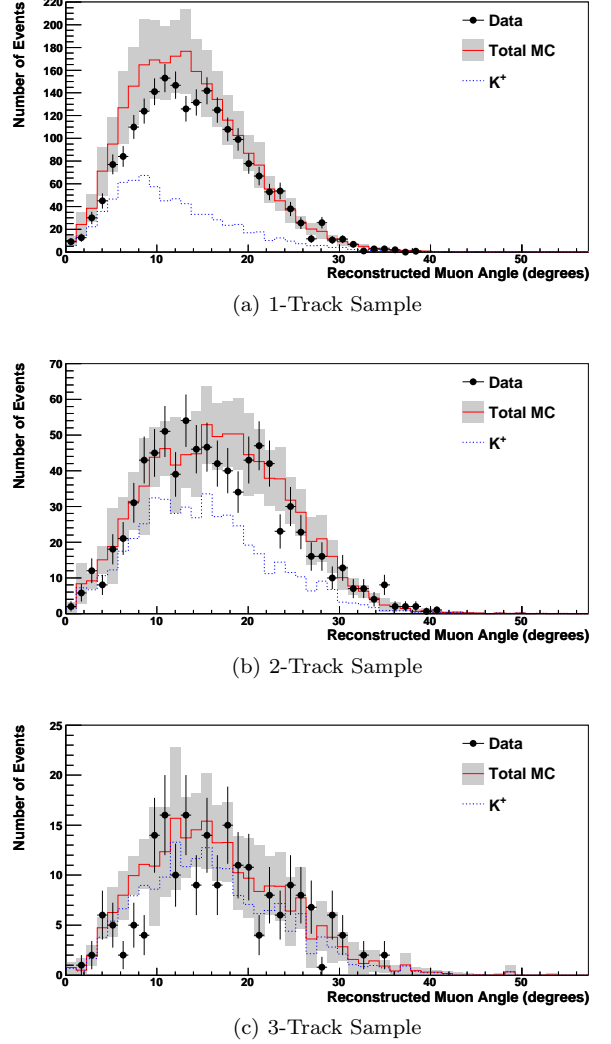 Number of Events
220
200
180
160
140
120
100
80
60
40
20
0
Data
Total MC
K+
0 10 20 30 40 50
Reconstructed Muon Angle (degrees)
(a) 1-Track Sample
Number of Events
70
60
50
40
30
20
10
0
Data
Total MC
K+
0 10 20 30 40 50
Reconstructed Muon Angle (degrees)
(b) 2-Track Sample
Number of Events
25
20
15
10
5
0
Data
Total MC
K+
0 10 20 30 40 50
Reconstructed Muon Angle (degrees)
(c) 3-Track Sample